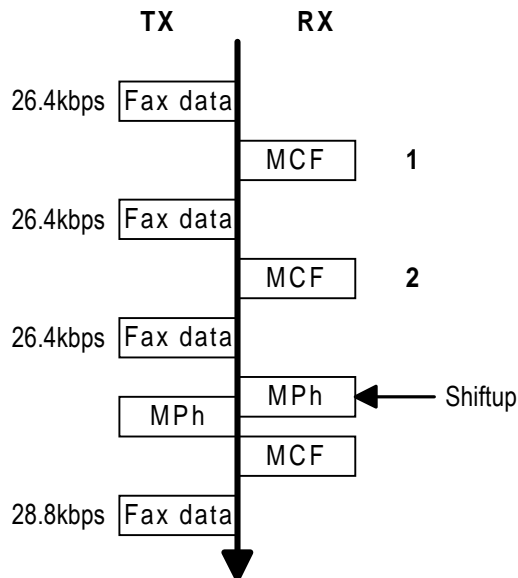 TX RX
26.4kbps Fax data
MCF 1
26.4kbps Fax data
MCF 2
26.4kbps Fax data
MPh Shiftup
MPh
MCF
28.8kbps Fax data